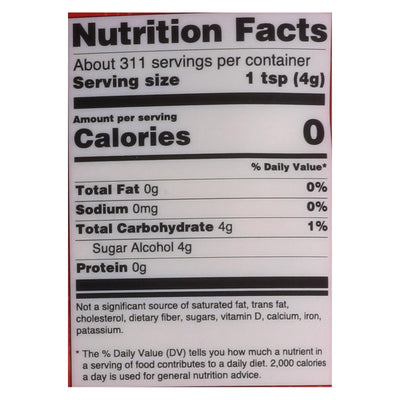 Nutrition Facts
About 311 servings per container
Serving size 1 tsp (4g)
Amount per serving
Calories 0
% Daily Value*
Total Fat 0g 0%
Sodium 0mg 0%
Total Carbohydrate 4g 1%
Sugar Alcohol 4g
Protein 0g
Not a significant source of saturated fat, trans fat,
cholesterol, dietary fiber, sugars, vitamin D, calcium, iron,
potassium.
* The % Daily Value (DV) tells you how much a nutrient in
a serving of food contributes to a daily diet. 2,000 calories
a day is used for general nutrition advice.